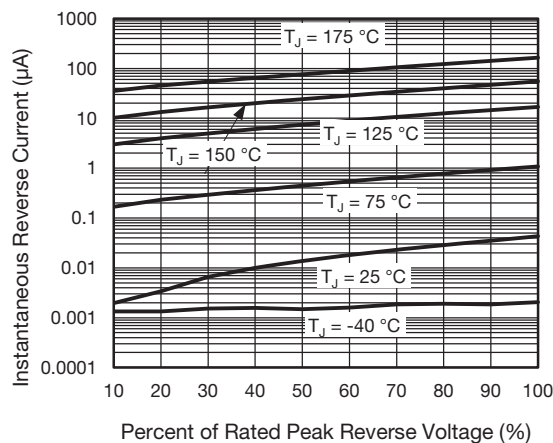 Instantaneous Reverse Current (µA)
1000
100
10
1
0.1
0.01
0.001
0.0001
TJ = 175 °C
TJ = 150 °C
TJ = 125 °C
TJ = 75 °C
TJ = 25 °C
TJ = -40 °C
10 20 30 40 50 60 70 80 90 100
Percent of Rated Peak Reverse Voltage (%)